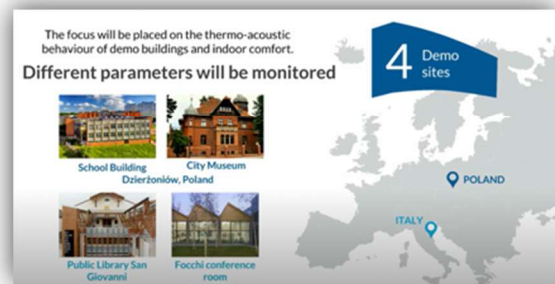 The focus will be placed on the thermo-acoustic
behaviour of demo buildings and indoor comfort.
Different parameters will be monitored
4 Demo
sites
School Building
City Museum
Dzierżoniów, Poland
Public Library San
Giovanni
Focchi conference
room
POLAND
ITALY